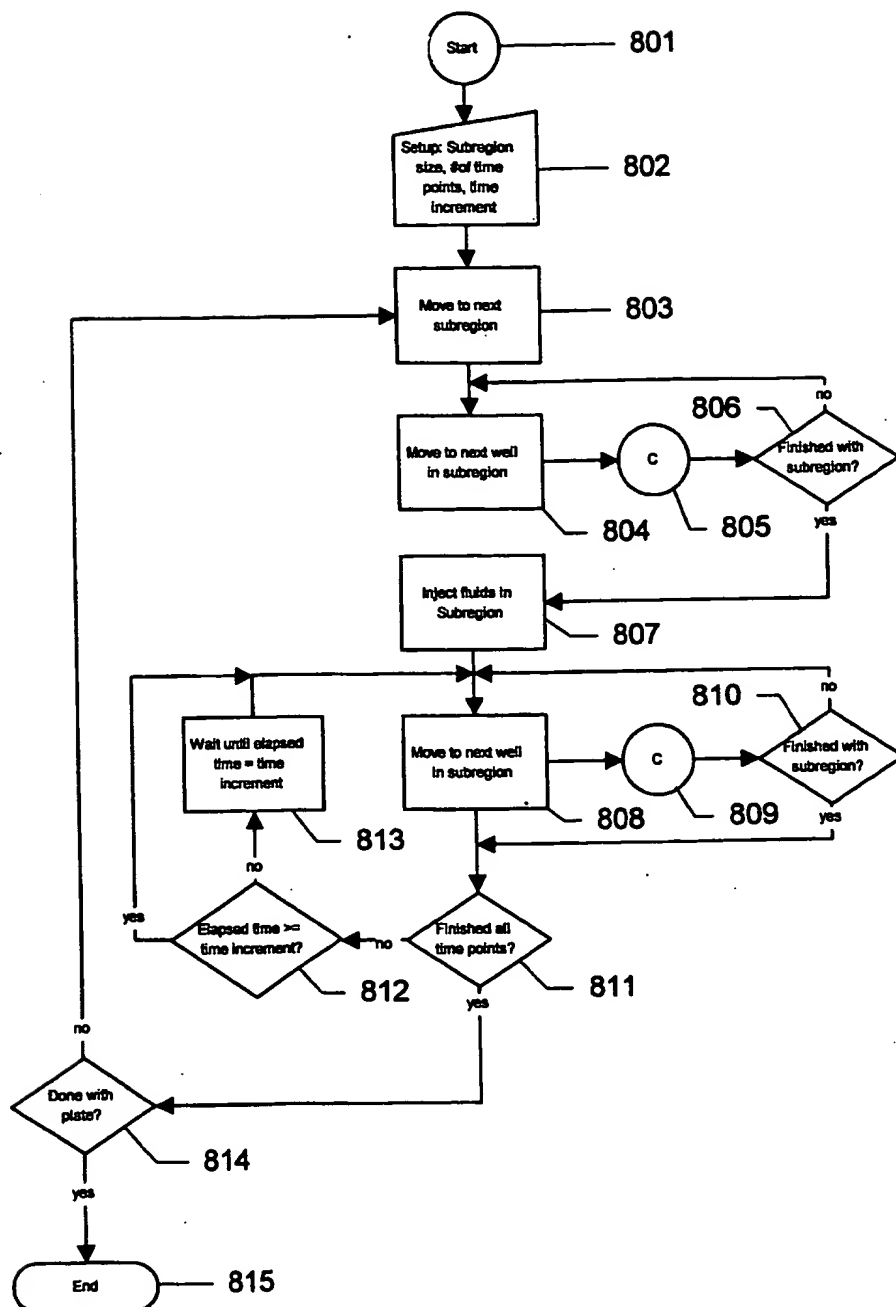 Start
801
Setup: Subregion
size, #of time
points, time
increment
802
Move to next
subregion
803
no
806
Move to next well
in subregion
C
Finished with
subregion?
804
805
yes
Inject fluids in
Subregion
807
no
810
Wait until elapsed
time = time
increment
Move to next well
in subregion
C
Finished with
subregion?
813
808
809
yes
no
yes
Elapsed time >=
time increment?
no
Finished all
time points?
812
811
yes
no
Done with
plate?
814
yes
End
815